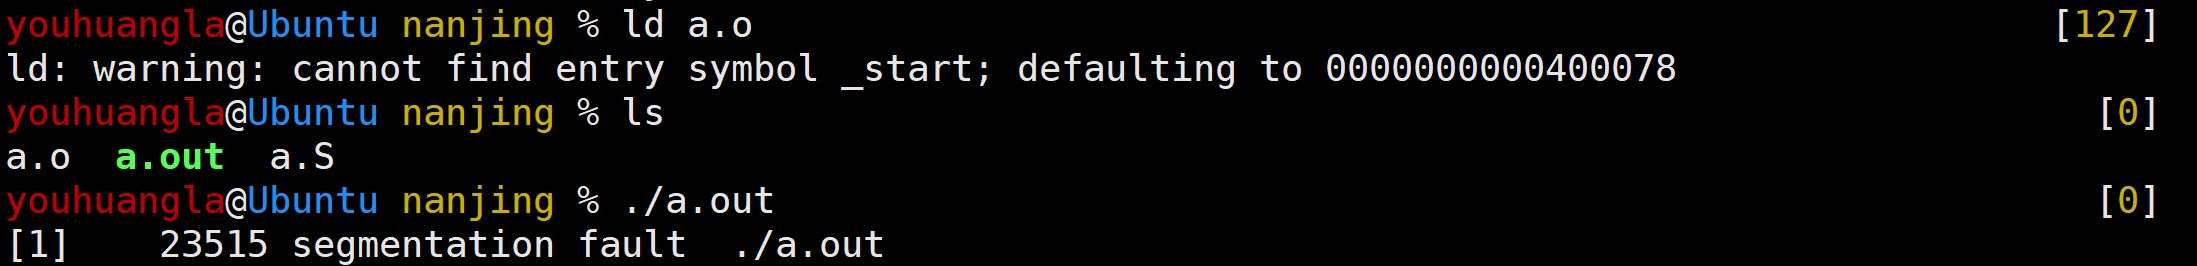 youhuangla@Ubuntu nanjing % ld a.o [127]
ld: warning: cannot find entry symbol _start; defaulting to 0000000000400078
youhuangla@Ubuntu nanjing % ls [0]
a.o  a.out  a.S
youhuangla@Ubuntu nanjing % ./a.out [0]
[1]    23515 segmentation fault  ./a.out